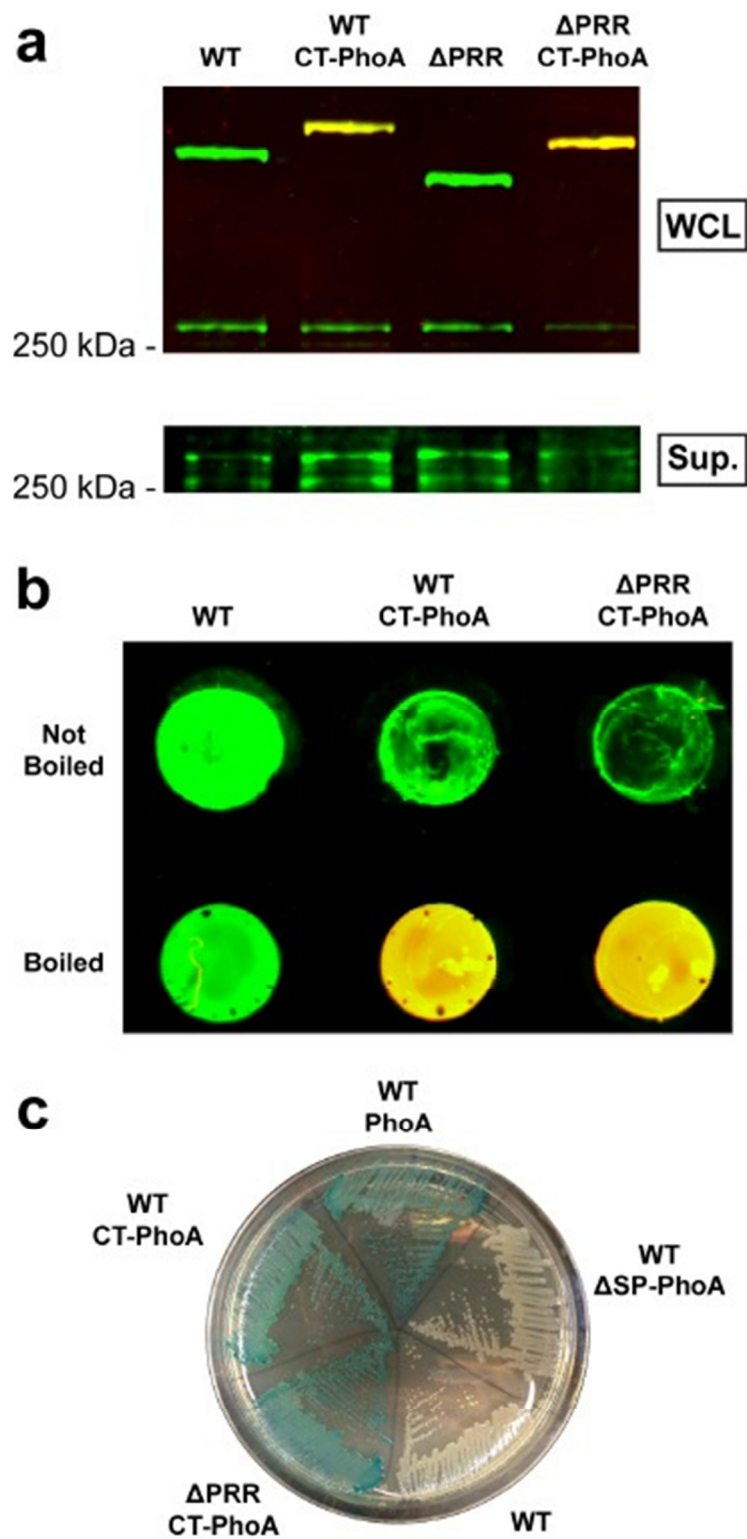 a
WT
WT
CT-PhoA
ΔPRR
ΔPRR
CT-PhoA
WCL
250 kDa -
Sup.
250 kDa -
b
WT
WT
CT-PhoA
ΔPRR
CT-PhoA
Not
Boiled
Boiled
c
WT
PhoA
WT
CT-PhoA
WT
ΔSP-PhoA
ΔPRR
CT-PhoA
WT